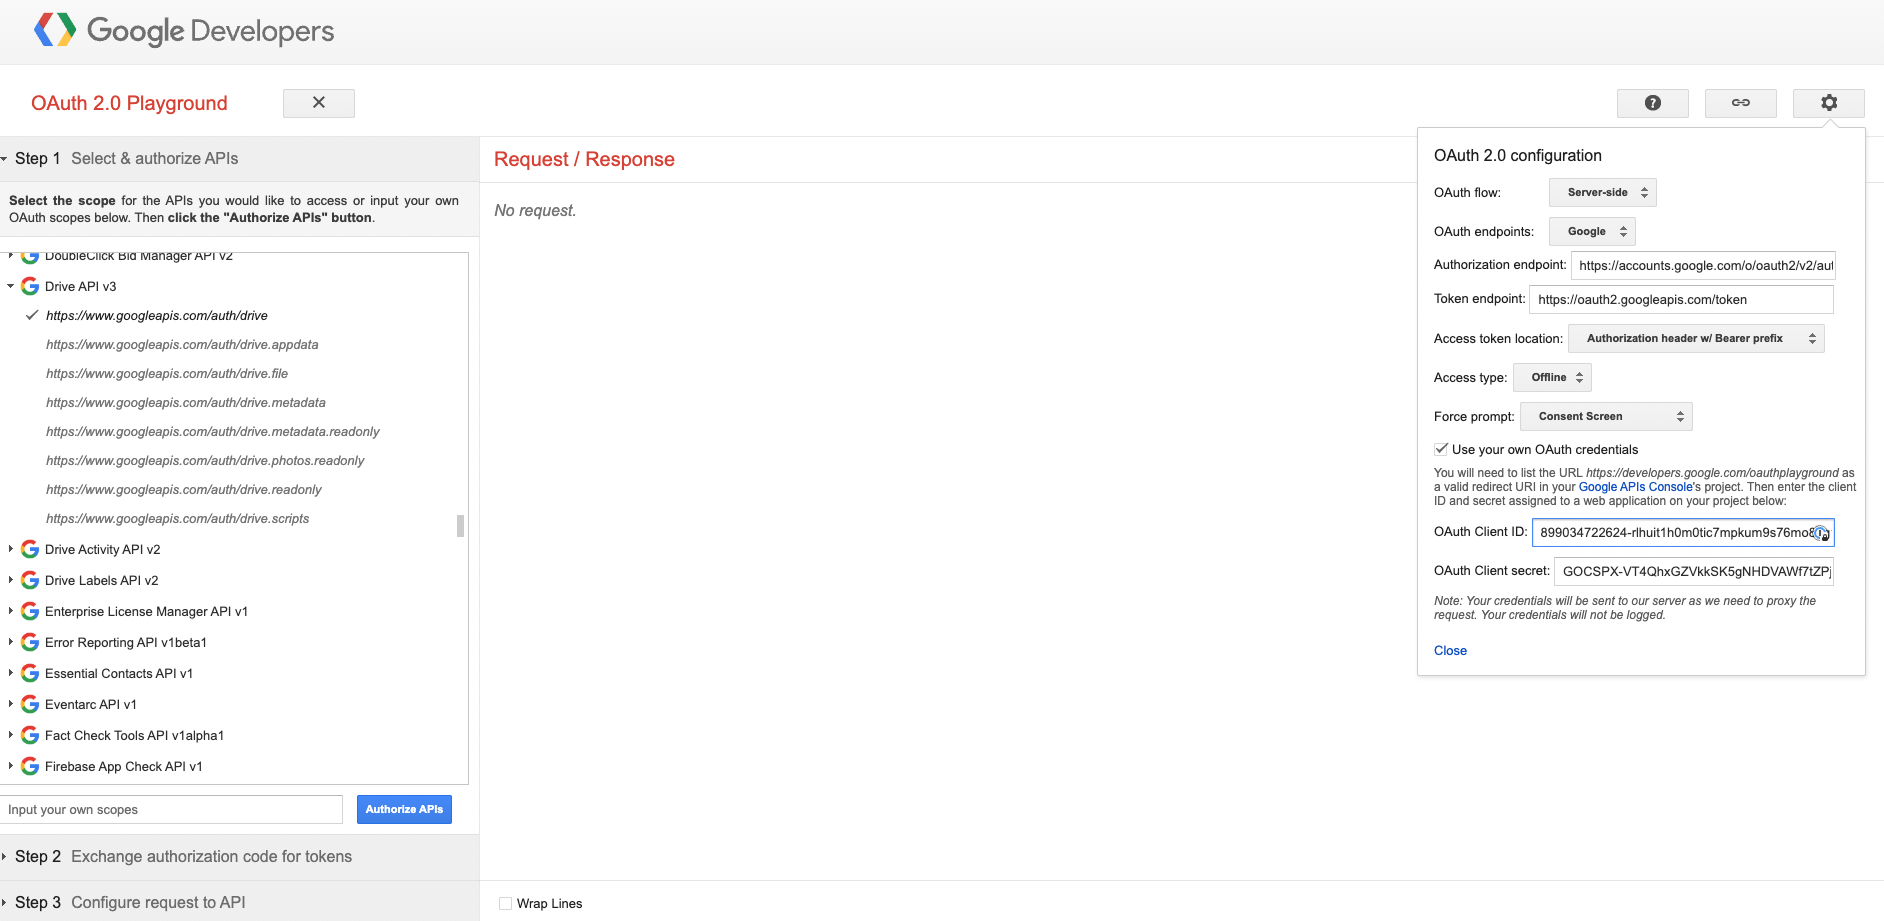 Google Developers
OAuth 2.0 Playground
Step 1 Select & authorize APIs
Select the scope for the APIs you would like to access or input your own
OAuth scopes below. Then click the "Authorize APIs" button.
DoubleClick Bid Manager API v2
Drive API v3
https://www.googleapis.com/auth/drive
https://www.googleapis.com/auth/drive.appdata
https://www.googleapis.com/auth/drive.file
https://www.googleapis.com/auth/drive.metadata
https://www.googleapis.com/auth/drive.metadata.readonly
https://www.googleapis.com/auth/drive.photos.readonly
https://www.googleapis.com/auth/drive.readonly
https://www.googleapis.com/auth/drive.scripts
Drive Activity API v2
Drive Labels API v2
Enterprise License Manager API v1
Error Reporting API v1beta1
Essential Contacts API v1
Eventarc API v1
Fact Check Tools API v1alpha1
Firebase App Check API v1
Input your own scopes
Authorize APIs
Step 2 Exchange authorization code for tokens
Step 3 Configure request to API
Request / Response
No request.
Wrap Lines
OAuth 2.0 configuration
OAuth flow: Server-side
OAuth endpoints: Google
Authorization endpoint: https://accounts.google.com/o/oauth2/v2/aut
Token endpoint: https://oauth2.googleapis.com/token
Access token location: Authorization header w/ Bearer prefix
Access type: Offline
Force prompt: Consent Screen
Use your own OAuth credentials
You will need to list the URL https://developers.google.com/oauthplayground as
a valid redirect URI in your Google APIs Console's project. Then enter the client
ID and secret assigned to a web application on your project below:
OAuth Client ID: 899034722624-rlhuit1h0m0tic7mpkum9s76mo8
OAuth Client secret: GOCSPX-VT4QhxGZVkkSK5gNHDVAWf7tZPj
Note: Your credentials will be sent to our server as we need to proxy the
request. Your credentials will not be logged.
Close